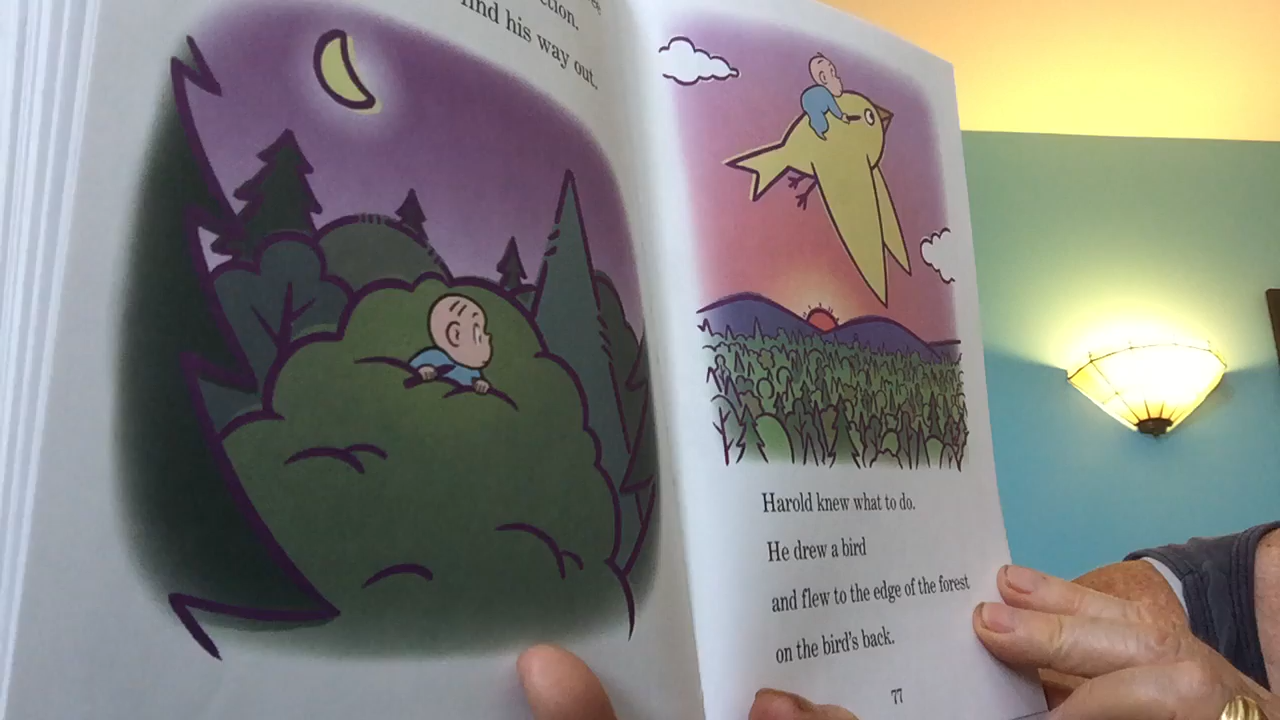 find his way out.
Harold knew what to do.
He drew a bird
and flew to the edge of the forest
on the bird's back.
77